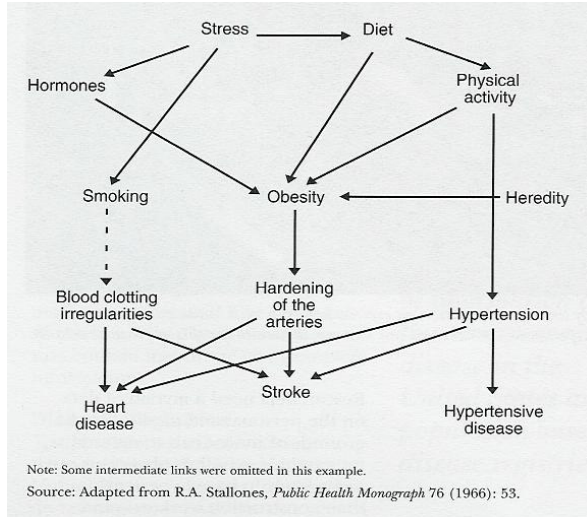 Stress
Diet
Hormones
Physical
activity
Smoking
Obesity
Heredity
Blood clotting
irregularities
Hardening
of the
arteries
Hypertension
Heart
disease
Stroke
Hypertensive
disease
Note: Some intermediate links were omitted in this example.
Source: Adapted from R.A. Stallones, Public Health Monograph 76 (1966): 53.